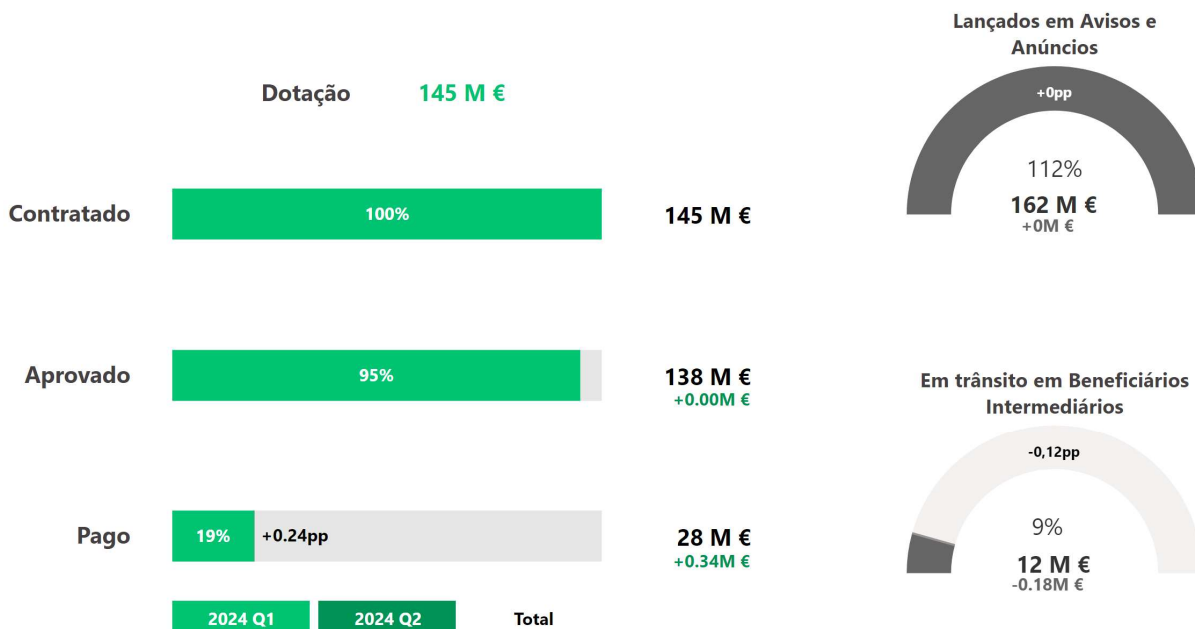 Dotação 145 M €
Contratado 100% 145 M €
Aprovado 95% 138 M €
+0.00M €
Pago 19% +0.24pp 28 M €
+0.34M €
2024 Q1 2024 Q2 Total
Lançados em Avisos e
Anúncios
+0pp
112%
162 M €
+0M €
Em trânsito em Beneficiários
Intermediários
-0,12pp
9%
12 M €
-0.18M €